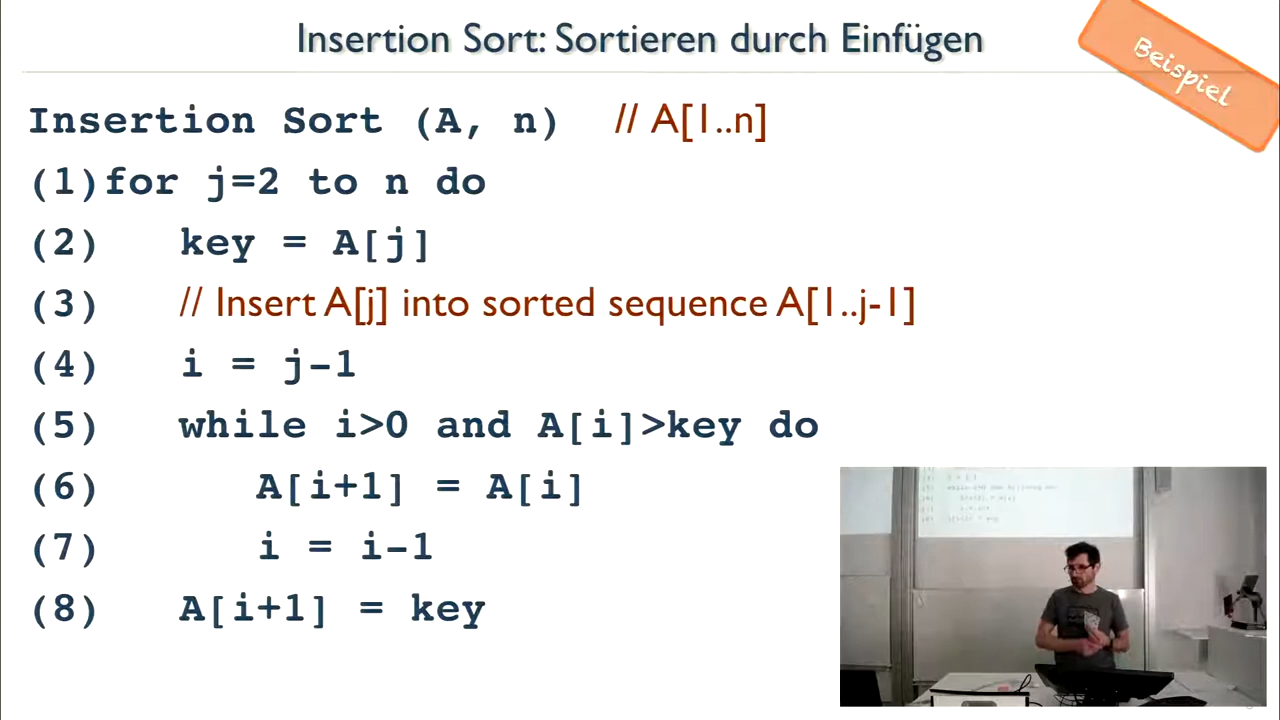 Insertion Sort: Sortieren durch Einfügen
Beispiel
Insertion Sort (A, n) // A[1..n]
(1)for j=2 to n do
(2) key = A[j]
(3) // Insert A[j] into sorted sequence A[1..j-1]
(4) i = j-1
(5) while i>0 and A[i]>key do
(6) A[i+1] = A[i]
(7) i = i-1
(8) A[i+1] = key